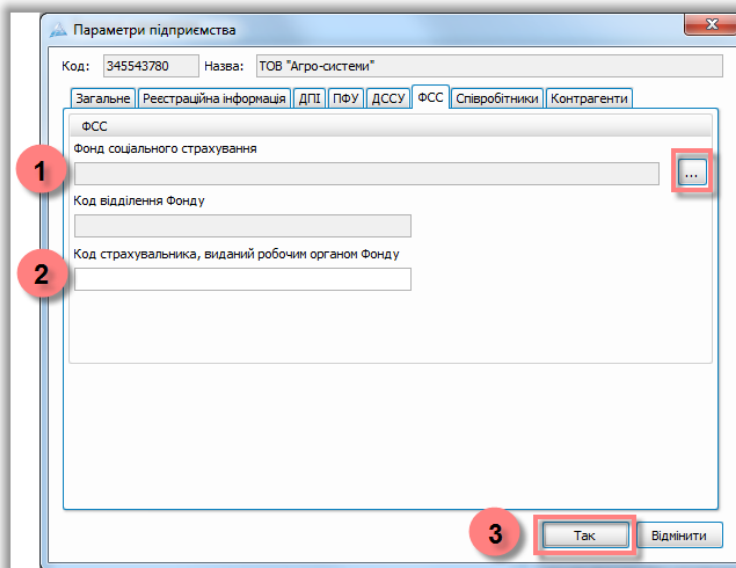 Параметри підприємства
Код: 345543780 Назва: ТОВ "Агро-системи"
Загальне Реєстраційна інформація ДПІ ПФУ ДССУ ФСС Співробітники Контрагенти
ФСС
Фонд соціального страхування
1 ...
Код відділення Фонду
Код страхувальника, виданий робочим органом Фонду
2
3 Так Відмінити